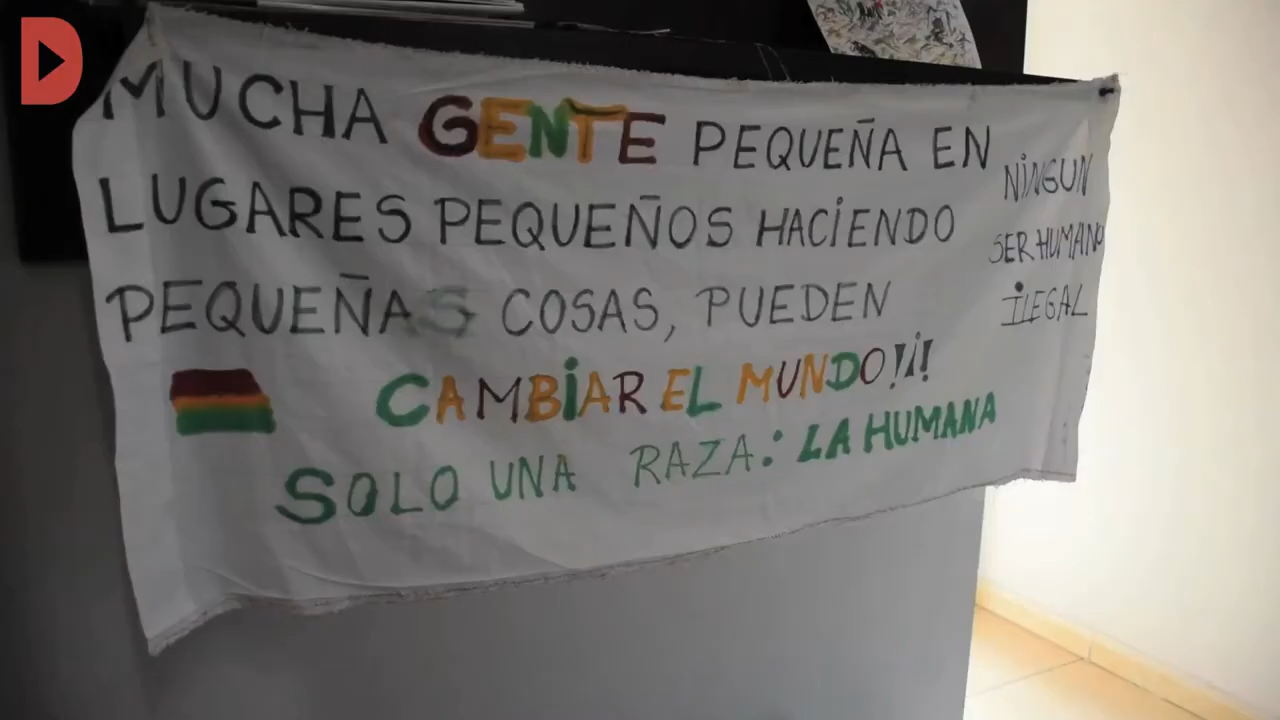 MUCHA GENTE PEQUEÑA EN
LUGARES PEQUEÑOS HACIENDO
PEQUEÑAS COSAS, PUEDEN
CAMBIAR EL MUNDO!!!
SOLO UNA RAZA: LA HUMANA
NINGUN
SER HUMANO
ILEGAL